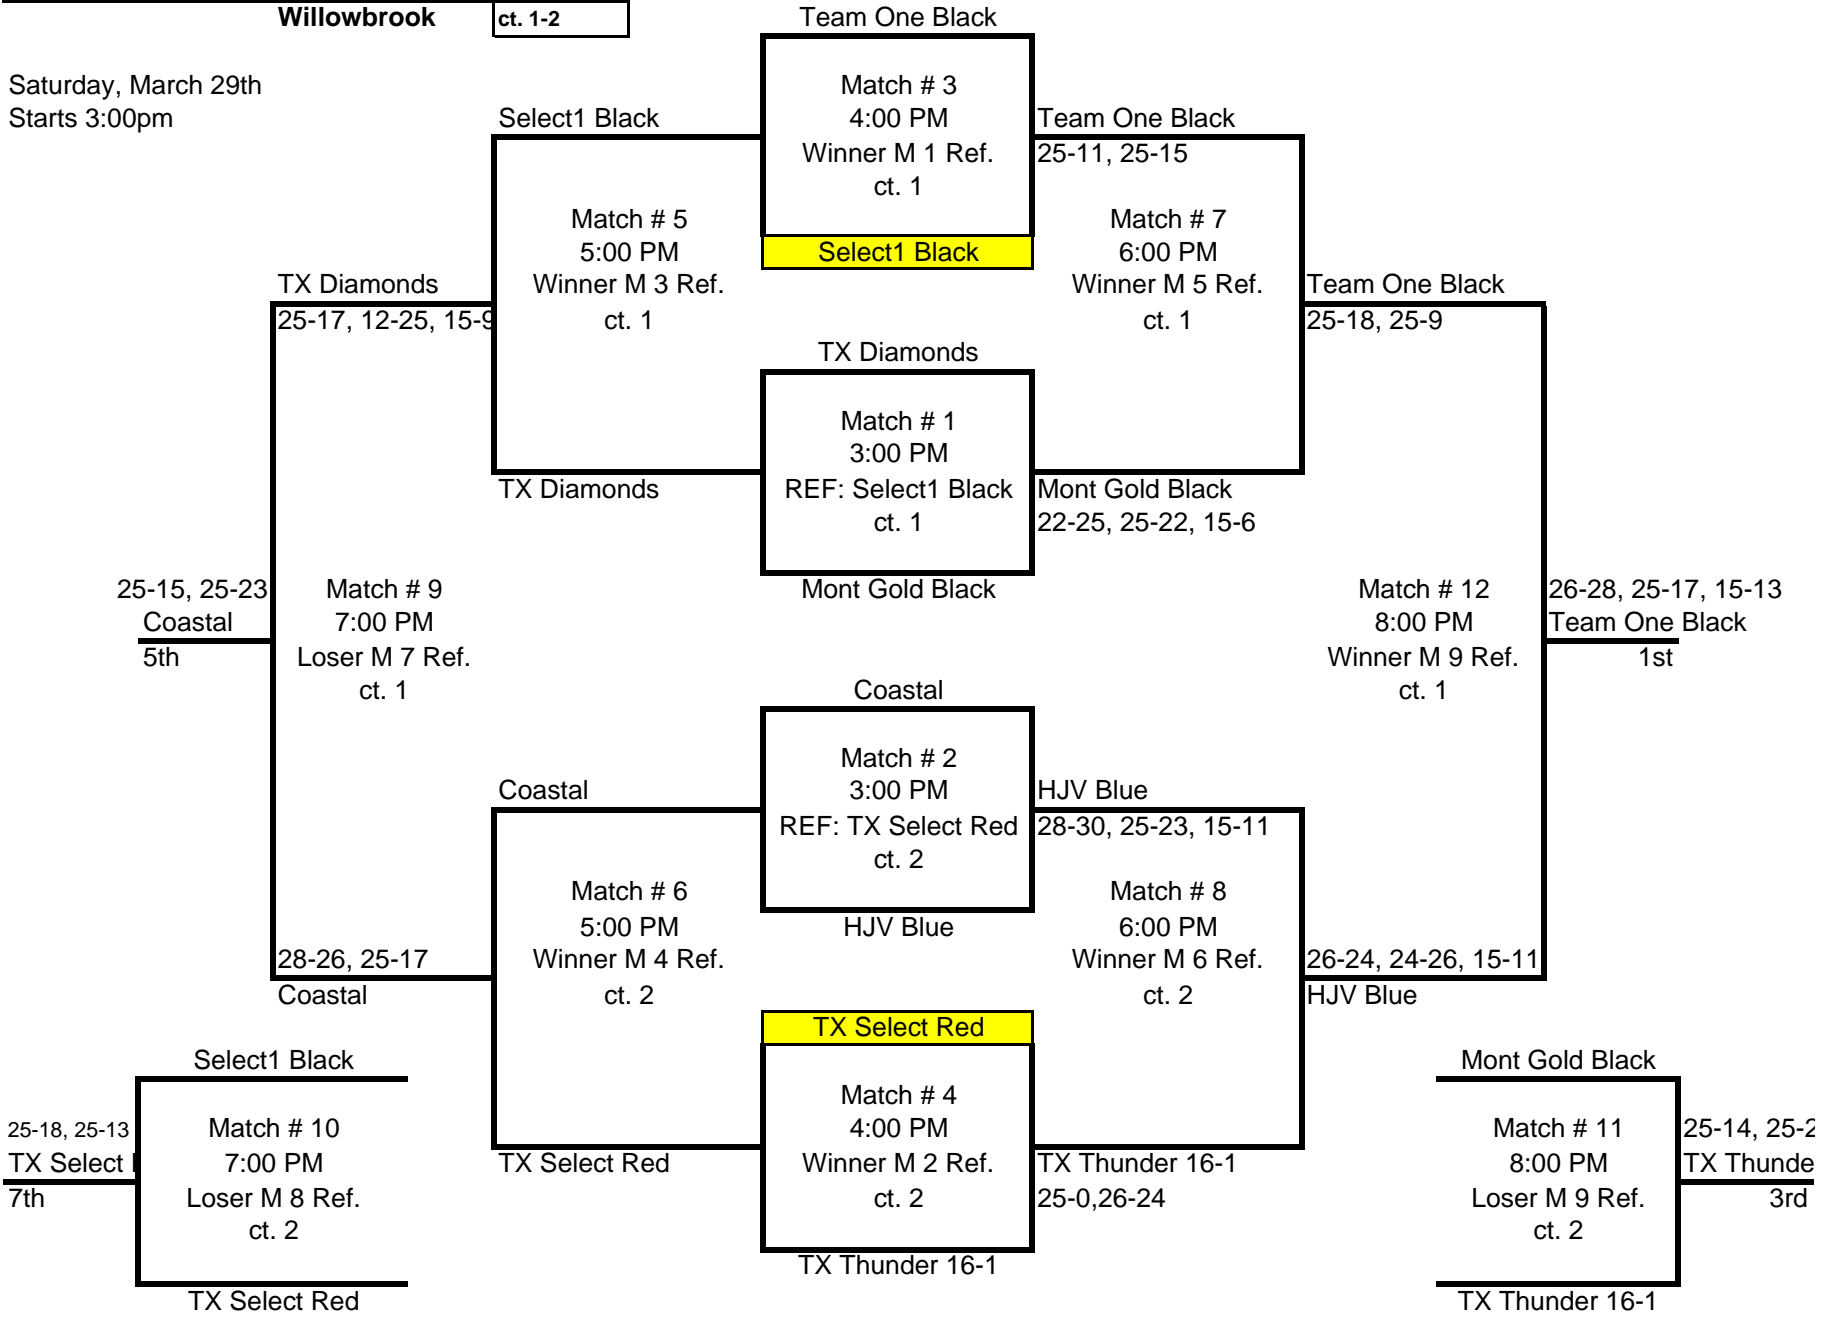 Willowbrook
ct. 1-2
Saturday, March 29th
Starts 3:00pm
Team One Black
Match # 3
4:00 PM
Winner M 1 Ref.
ct. 1
Select1 Black
Select1 Black
Team One Black
25-11, 25-15
Match # 5
5:00 PM
Winner M 3 Ref.
ct. 1
Match # 7
6:00 PM
Winner M 5 Ref.
ct. 1
TX Diamonds
25-17, 12-25, 15-9
Team One Black
25-18, 25-9
TX Diamonds
Match # 1
3:00 PM
REF: Select1 Black
ct. 1
Mont Gold Black
TX Diamonds
Mont Gold Black
22-25, 25-22, 15-6
25-15, 25-23
Coastal
5th
Match # 9
7:00 PM
Loser M 7 Ref.
ct. 1
Match # 12
8:00 PM
Winner M 9 Ref.
ct. 1
26-28, 25-17, 15-13
Team One Black
1st
Coastal
Match # 2
3:00 PM
REF: TX Select Red
ct. 2
HJV Blue
Coastal
HJV Blue
28-30, 25-23, 15-11
Match # 6
5:00 PM
Winner M 4 Ref.
ct. 2
Match # 8
6:00 PM
Winner M 6 Ref.
ct. 2
28-26, 25-17
Coastal
26-24, 24-26, 15-11
HJV Blue
TX Select Red
Match # 4
4:00 PM
Winner M 2 Ref.
ct. 2
TX Thunder 16-1
TX Select Red
TX Thunder 16-1
25-0,26-24
Select1 Black
Match # 10
7:00 PM
Loser M 8 Ref.
ct. 2
TX Select Red
25-18, 25-13
TX Select
7th
Mont Gold Black
Match # 11
8:00 PM
Loser M 9 Ref.
ct. 2
TX Thunder 16-1
25-14, 25-2
TX Thunde
3rd